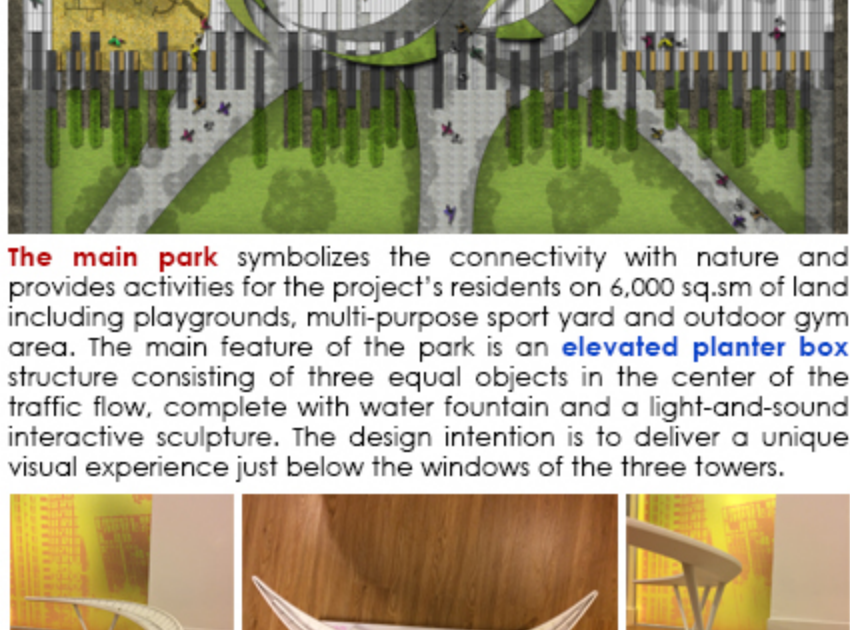 The main park symbolizes the connectivity with nature and
provides activities for the project's residents on 6,000 sq.sm of land
including playgrounds, multi-purpose sport yard and outdoor gym
area. The main feature of the park is an elevated planter box
structure consisting of three equal objects in the center of the
traffic flow, complete with water fountain and a light-and-sound
interactive sculpture. The design intention is to deliver a unique
visual experience just below the windows of the three towers.